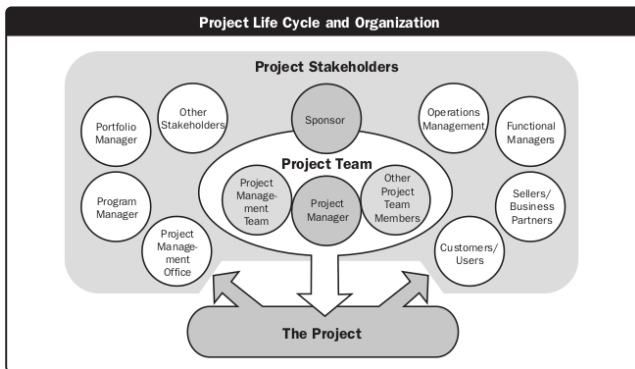 Project Life Cycle and Organization
Project Stakeholders
Portfolio
Manager
Other
Stakeholders
Sponsor
Operations
Management
Functional
Managers
Project Team
Program
Manager
Project
Manage-
ment
Team
Project
Manager
Other
Project
Team
Members
Sellers/
Business
Partners
Project
Manage-
ment
Office
Customers/
Users
The Project